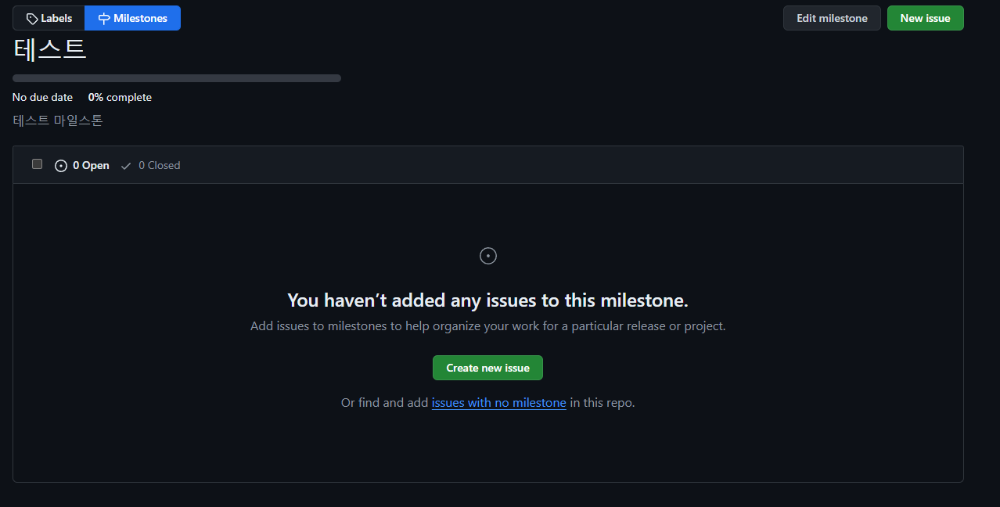 Labels Milestones Edit milestone New issue
테스트
No due date 0% complete
테스트 마일스톤
0 Open 0 Closed
You haven’t added any issues to this milestone.
Add issues to milestones to help organize your work for a particular release or project.
Create new issue
Or find and add issues with no milestone in this repo.